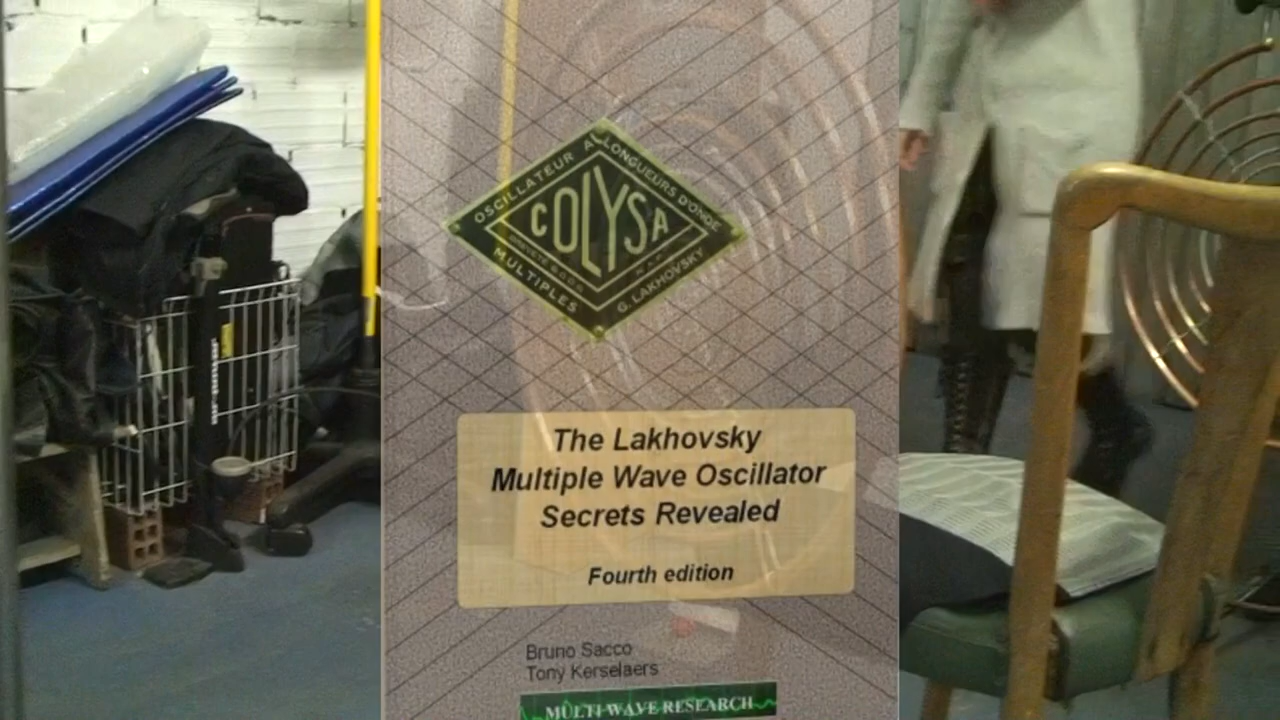 OSCILLATEUR A LONGUEURS D'ONDE
COLYSA
MULTIPLES
G. LAKHOVSKY
The Lakhovsky
Multiple Wave Oscillator
Secrets Revealed
Fourth edition
Bruno Sacco
Tony Kerselaers
MULTI WAVE RESEARCH